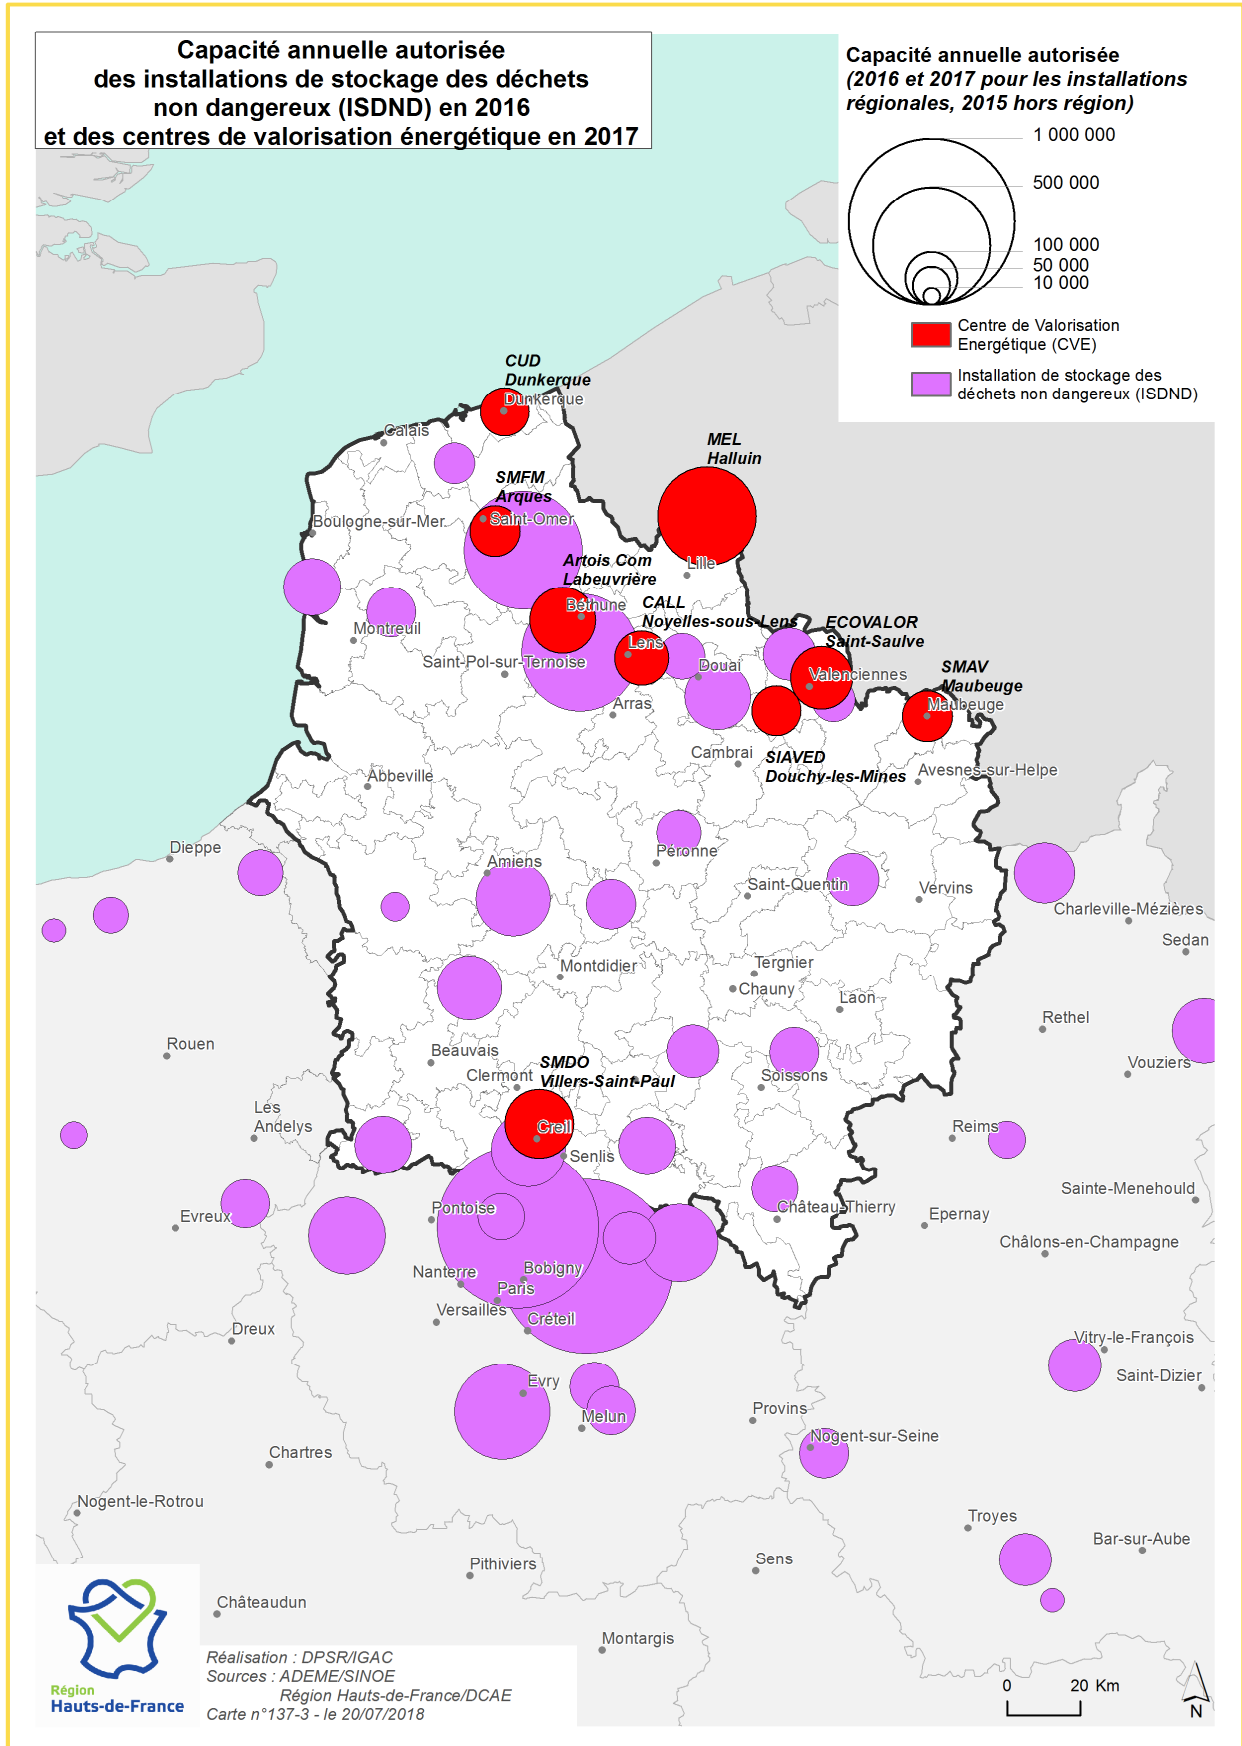 Capacité annuelle autorisée
des installations de stockage des déchets
non dangereux (ISDND) en 2016
et des centres de valorisation énergétique en 2017
Capacité annuelle autorisée
(2016 et 2017 pour les installations
régionales, 2015 hors région)
1 000 000
500 000
100 000
50 000
10 000
Centre de Valorisation
Energétique (CVE)
Installation de stockage des
déchets non dangereux (ISDND)
CUD
Dunkerque
Dunkerque
Calais
MEL
Halluin
SMFM
Arques
Saint-Omer
Boulogne-sur-Mer
Artois Com
Labeuvrière
Lille
Béthune
CALL
Noyelles-sous-Lens
ECOVALOR
Saint-Saulve
Montreuil
Lens
Saint-Pol-sur-Ternoise
Douai
Valenciennes
SMAV
Maubeuge
Maubeuge
Arras
Cambrai
SIAVED
Douchy-les-Mines
Avesnes-sur-Helpe
Abbeville
Dieppe
Amiens
Péronne
Saint-Quentin
Vervins
Charleville-Mézières
Sedan
Montdidier
Tergnier
Chauny
Laon
Rethel
Rouen
Beauvais
Clermont
SMDO
Villers-Saint-Paul
Soissons
Vouziers
Les
Andelys
Creil
Senlis
Reims
Sainte-Menehould
Evreux
Pontoise
Château-Thierry
Epernay
Châlons-en-Champagne
Nanterre
Bobigny
Paris
Versailles
Créteil
Dreux
Vitry-le-François
Saint-Dizier
Evry
Melun
Provins
Nogent-sur-Seine
Chartres
Nogent-le-Rotrou
Troyes
Bar-sur-Aube
Pithiviers
Sens
Châteaudun
Montargis
Région
Hauts-de-France
Réalisation : DPSR/IGAC
Sources : ADEME/SINOE
Région Hauts-de-France/DCAE
Carte n°137-3 - le 20/07/2018
0 20 Km
N